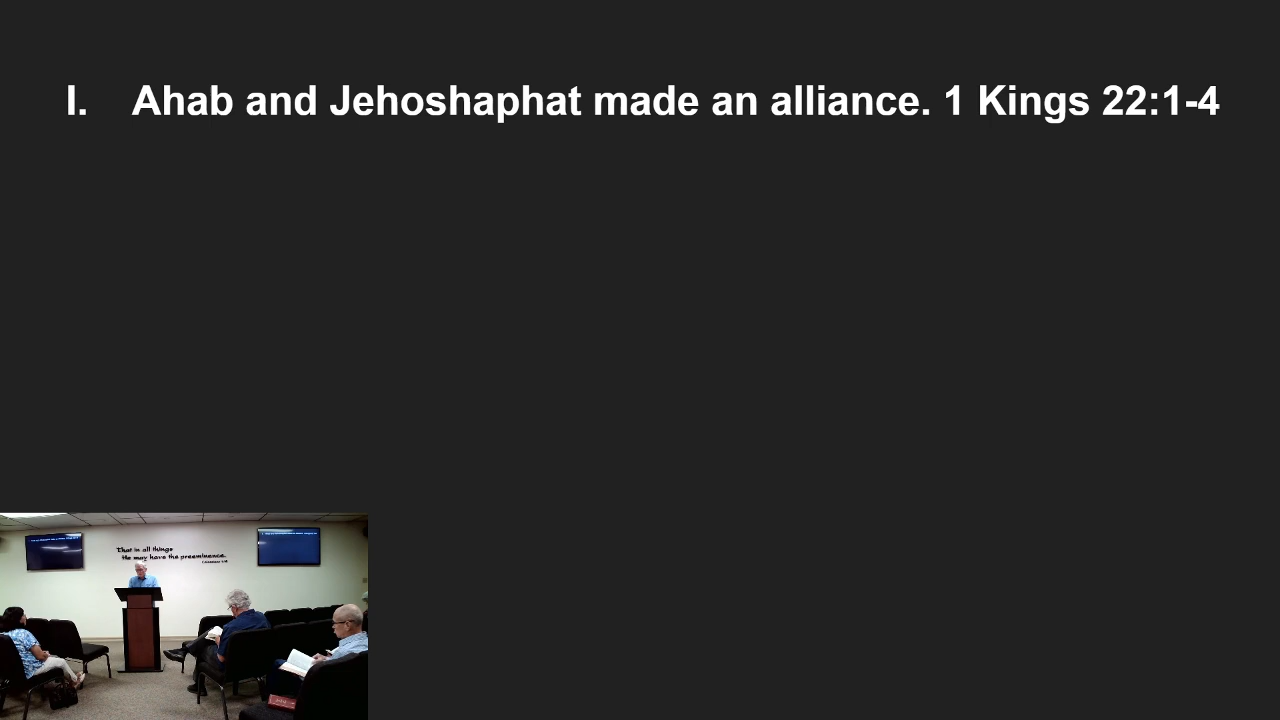 I. Ahab and Jehoshaphat made an alliance. 1 Kings 22:1-4
That in all things
He may have the preeminence.